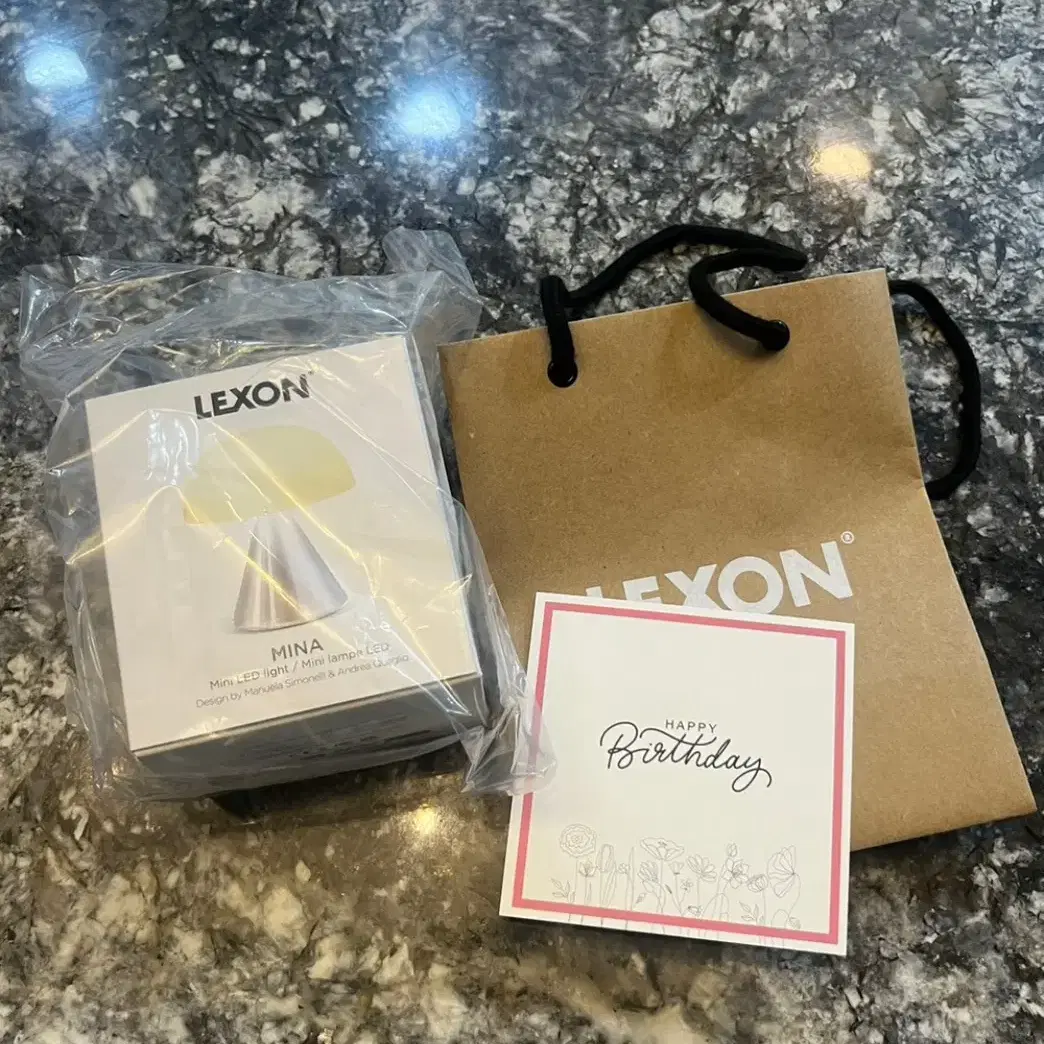 LEXON
MINA
Mini LED light / Mini lampe LED
Design by Manuela Simonelli & Andrea Quaglio
LEXON®
HAPPY
Birthday